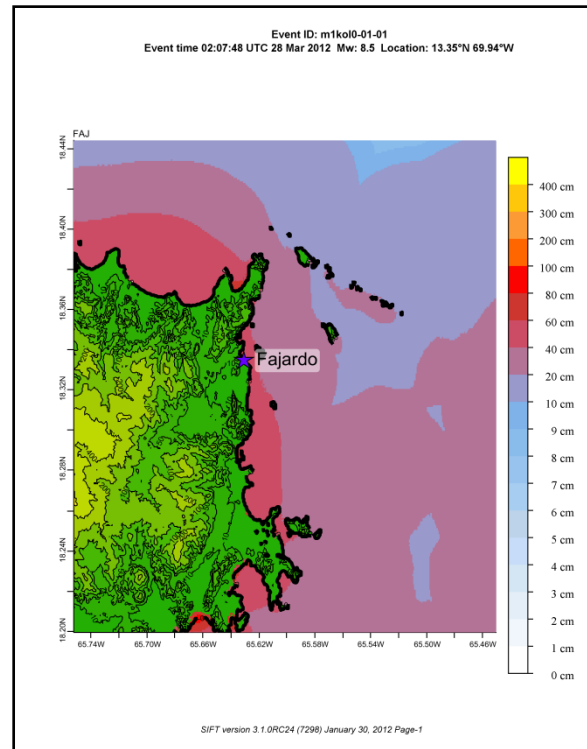 Event ID: m1kol0-01-01
Event time 02:07:48 UTC 28 Mar 2012 Mw: 8.5 Location: 13.35°N 69.94°W
FAJ
18.44N
18.40N
18.36N
18.32N
18.28N
18.24N
18.20N
Fajardo
65.74W 65.70W 65.66W 65.62W 65.58W 65.54W 65.50W 65.46W
400 cm
300 cm
200 cm
100 cm
80 cm
60 cm
40 cm
20 cm
10 cm
9 cm
8 cm
7 cm
6 cm
5 cm
4 cm
3 cm
2 cm
1 cm
0 cm
SIFT version 3.1.0RC24 (7298) January 30, 2012 Page-1